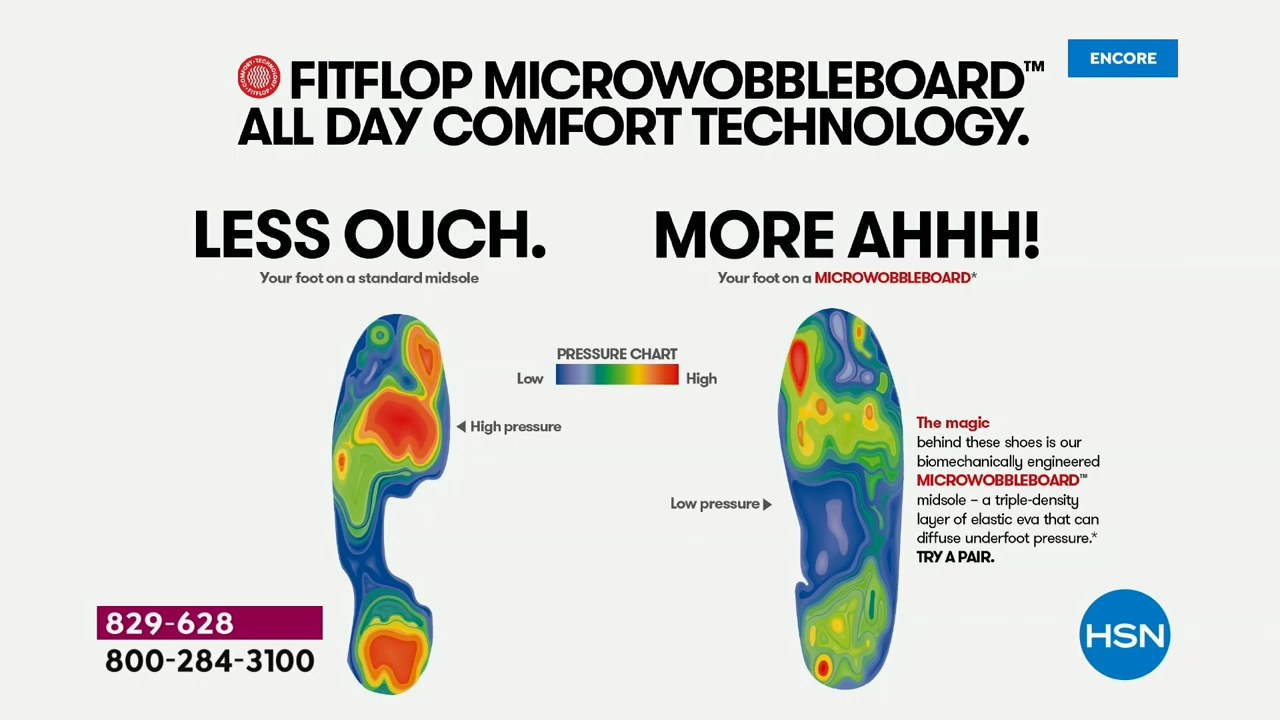 ENCORE
FITFLOP MICROWOBBLEBOARD™
ALL DAY COMFORT TECHNOLOGY.
LESS OUCH.
MORE AHHH!
Your foot on a standard midsole
Your foot on a MICROWOBBLEBOARD*
PRESSURE CHART
Low
High
High pressure
Low pressure
The magic
behind these shoes is our
biomechanically engineered
MICROWOBBLEBOARD™
midsole – a triple-density
layer of elastic eva that can
diffuse underfoot pressure.*
TRY A PAIR.
829-628
800-284-3100
HSN